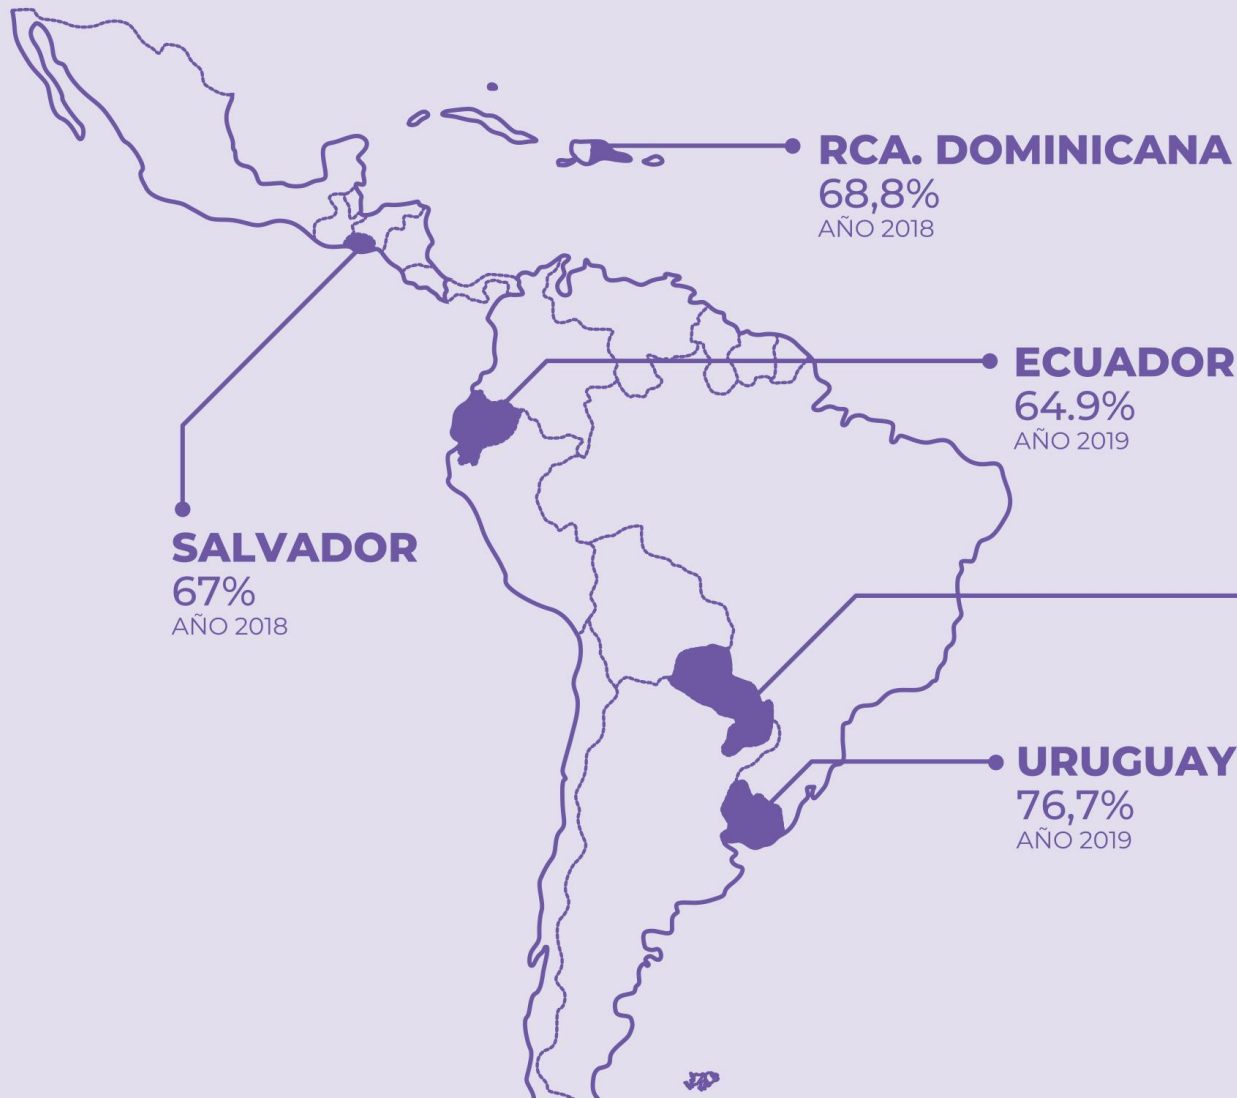 RCA. DOMINICANA
68,8%
AÑO 2018
ECUADOR
64.9%
AÑO 2019
SALVADOR
67%
AÑO 2018
URUGUAY
76,7%
AÑO 2019